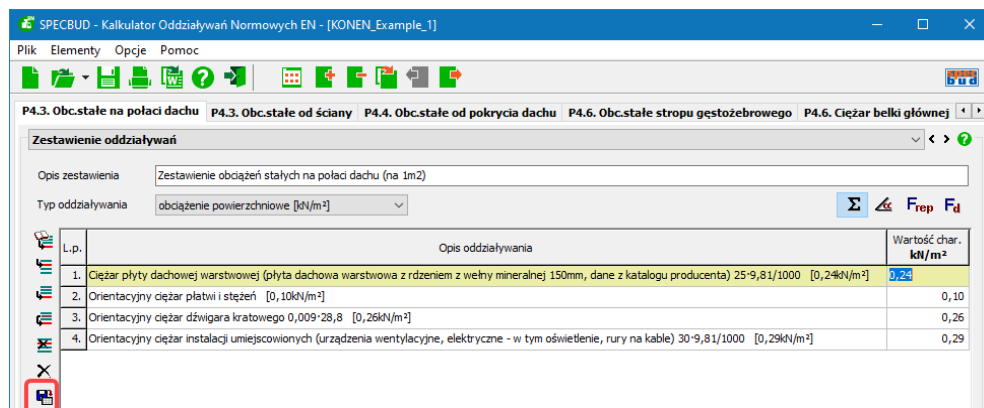 SPECBUD - Kalkulator Oddziaływań Normowych EN - [KONEN_Example_1]
Plik Elementy Opcje Pomoc
spec
bud
P4.3. Obc.stałe na połaci dachu P4.3. Obc.stałe od ściany P4.4. Obc.stałe od pokrycia dachu P4.6. Obc.stałe stropu gęstożebrowego P4.6. Ciężar belki głównej
Zestawienie oddziaływań
Opis zestawienia Zestawienie obciążeń stałych na połaci dachu (na 1m2)
Typ oddziaływania obciążenie powierzchniowe [kN/m²] Σ α Frep Fd
L.p. Opis oddziaływania Wartość char. kN/m²
1. Ciężar płyty dachowej warstwowej (płyta dachowa warstwowa z rdzeniem z wełny mineralnej 150mm, dane z katalogu producenta) 25·9,81/1000 [0,24kN/m²] 0,24
2. Orientacyjny ciężar płatwi i stężeń [0,10kN/m²] 0,10
3. Orientacyjny ciężar dźwigara kratowego 0,009·28,8 [0,26kN/m²] 0,26
4. Orientacyjny ciężar instalacji umiejscowionych (urządzenia wentylacyjne, elektryczne - w tym oświetlenie, rury na kable) 30·9,81/1000 [0,29kN/m²] 0,29